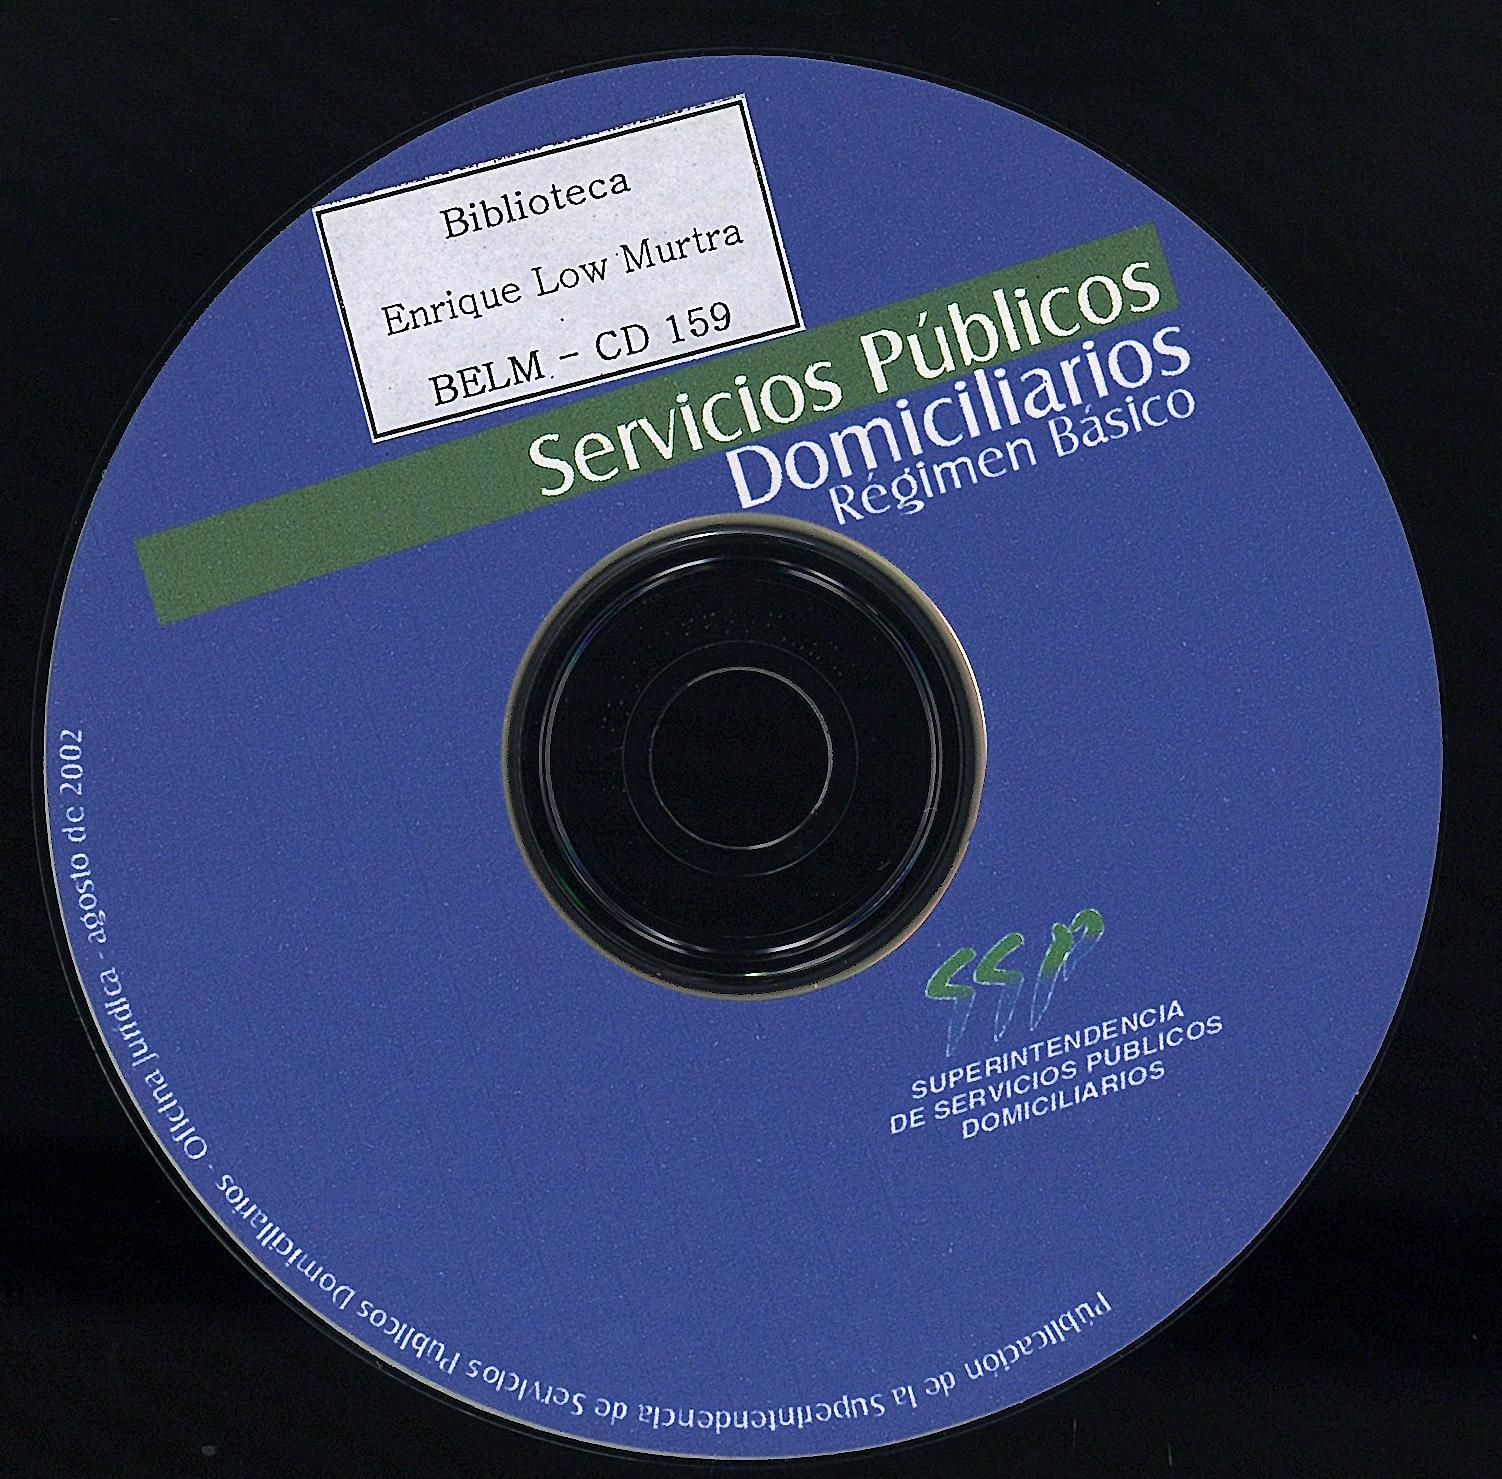 Biblioteca
Enrique Low Murtra
BELM - CD 159
Servicios Públicos
Domiciliarios
Régimen Básico
ssp
SUPERINTENDENCIA
DE SERVICIOS PUBLICOS
DOMICILIARIOS
Públicación de la Superintendencia de Servicios Públicos Domiciliarios - Oficina Jurídica - agosto de 2002